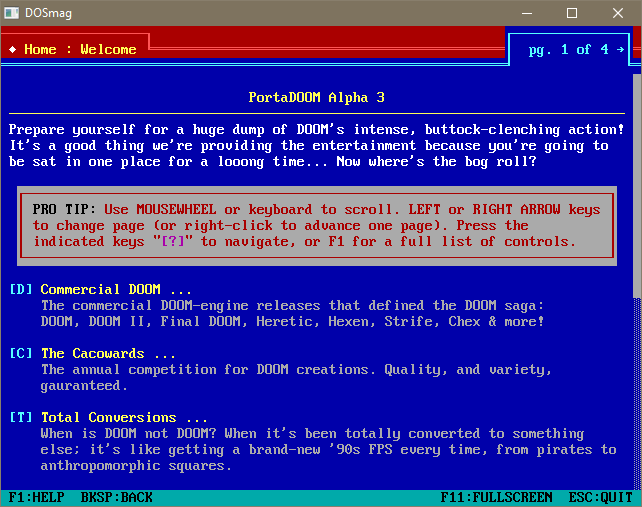 DOSmag
♦ Home : Welcome
pg. 1 of 4 →
PortaDOOM Alpha 3
Prepare yourself for a huge dump of DOOM's intense, buttock-clenching action!
It's a good thing we're providing the entertainment because you're going to
be sat in one place for a looong time... Now where's the bog roll?
PRO TIP: Use MOUSEWHEEL or keyboard to scroll. LEFT or RIGHT ARROW keys
to change page (or right-click to advance one page). Press the
indicated keys "[?]" to navigate, or F1 for a full list of controls.
[D] Commercial DOOM ...
The commercial DOOM-engine releases that defined the DOOM saga:
DOOM, DOOM II, Final DOOM, Heretic, Hexen, Strife, Chex & more!
[C] The Cacowards ...
The annual competition for DOOM creations. Quality, and variety,
gauranteed.
[T] Total Conversions ...
When is DOOM not DOOM? When it's been totally converted to something
else; it's like getting a brand-new '90s FPS every time, from pirates to
anthropomorphic squares.
F1:HELP BKSP:BACK F11:FULLSCREEN ESC:QUIT